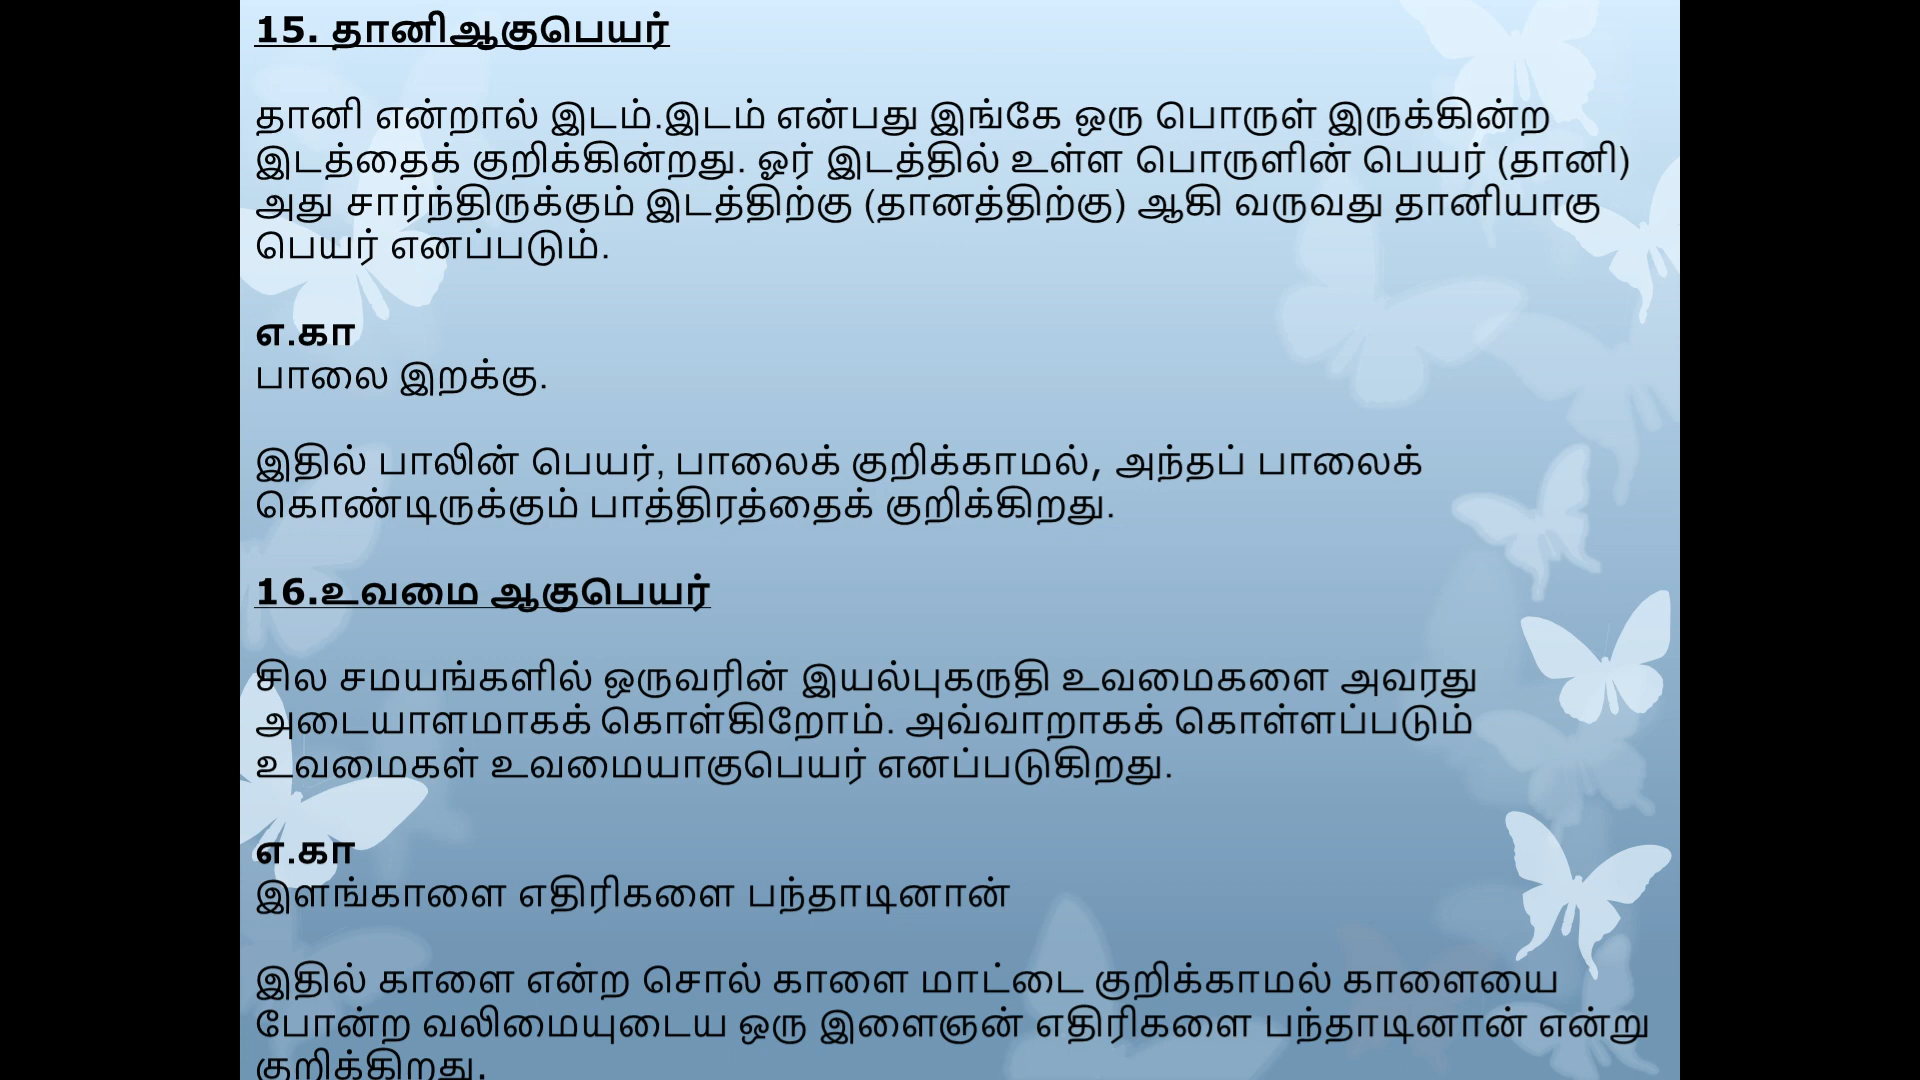 15. தானிஆகுபெயர்
தானி என்றால் இடம்.இடம் என்பது இங்கே ஒரு பொருள் இருக்கின்ற
இடத்தைக் குறிக்கின்றது. ஓர் இடத்தில் உள்ள பொருளின் பெயர் (தானி)
அது சார்ந்திருக்கும் இடத்திற்கு (தானத்திற்கு) ஆகி வருவது தானியாகு
பெயர் எனப்படும்.
எ.கா
பாலை இறக்கு.
இதில் பாலின் பெயர், பாலைக் குறிக்காமல், அந்தப் பாலைக்
கொண்டிருக்கும் பாத்திரத்தைக் குறிக்கிறது.
16.உவமை ஆகுபெயர்
சில சமயங்களில் ஒருவரின் இயல்புகருதி உவமைகளை அவரது
அடையாளமாகக் கொள்கிறோம். அவ்வாறாகக் கொள்ளப்படும்
உவமைகள் உவமையாகுபெயர் எனப்படுகிறது.
எ.கா
இளங்காளை எதிரிகளை பந்தாடினான்
இதில் காளை என்ற சொல் காளை மாட்டை குறிக்காமல் காளையை
போன்ற வலிமையுடைய ஒரு இளைஞன் எதிரிகளை பந்தாடினான் என்று
குறிக்கிறது.